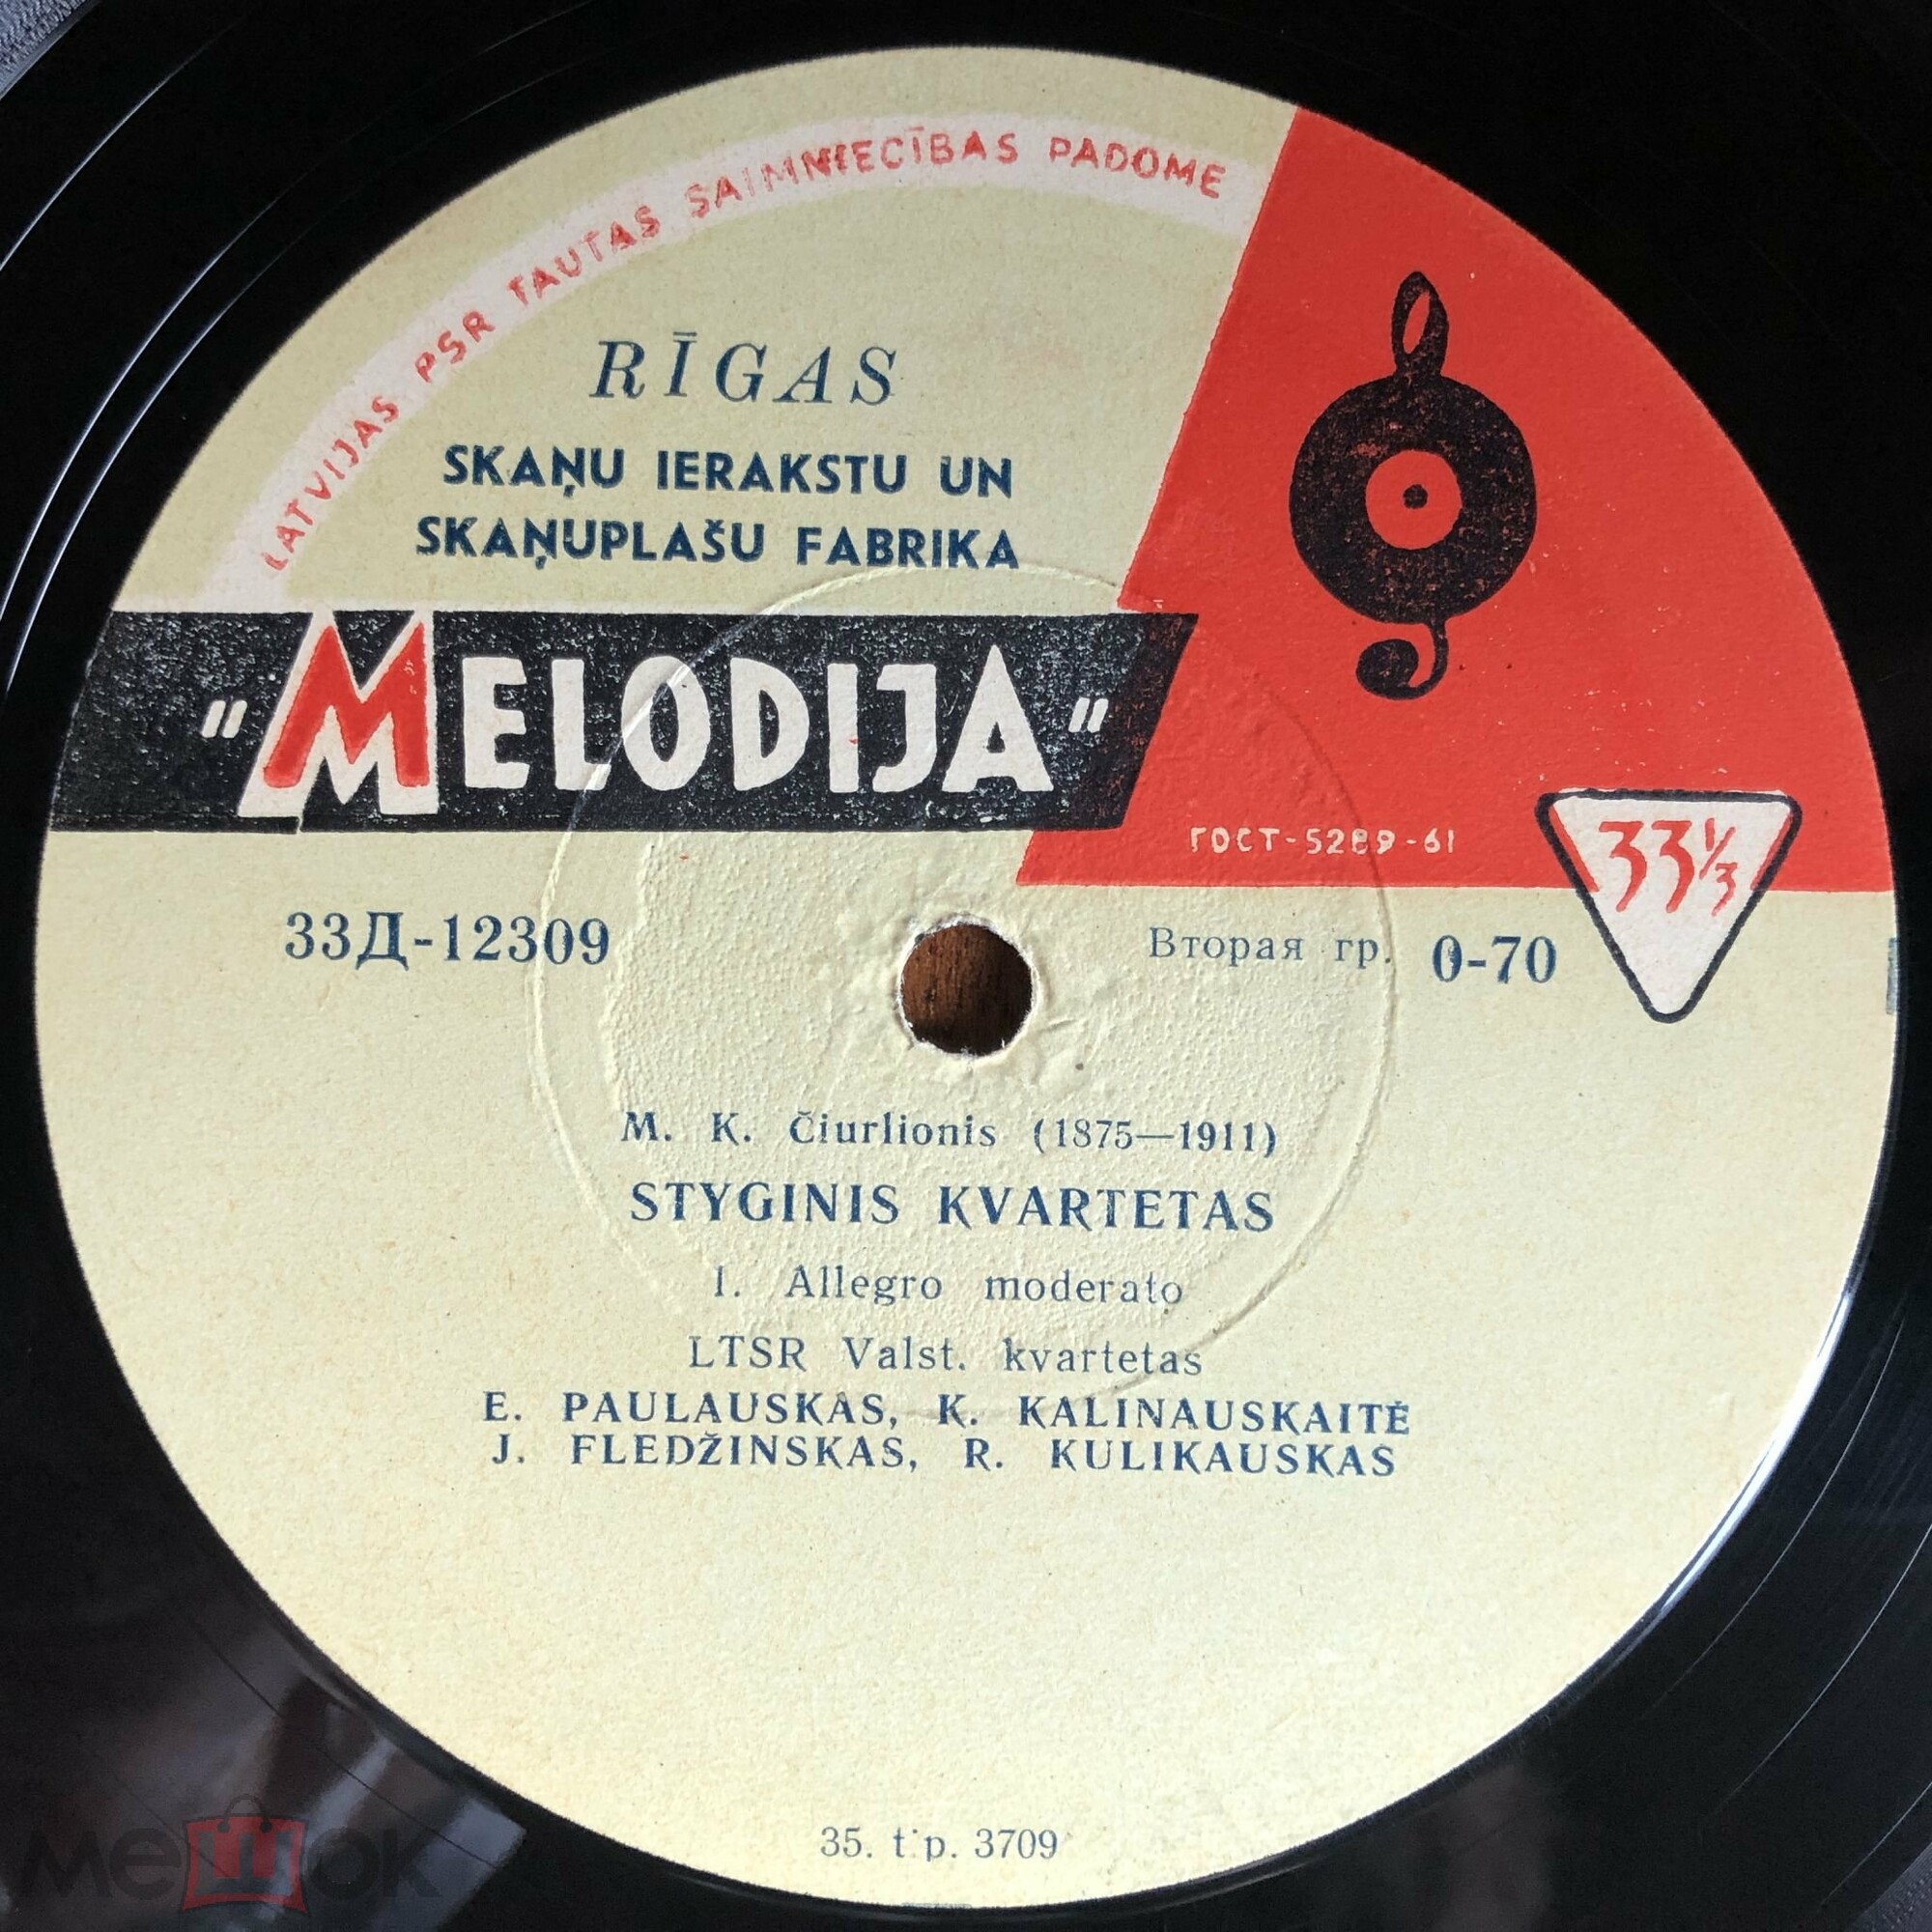 LATVIJAS PSR TAUTAS SAIMNIECĪBAS PADOME
RĪGAS
SKAŅU IERAKSTU UN
SKAŅUPLAŠU FABRIKA
"MELODIJA"
ГОСТ-5289-61
33⅓
33Д-12309
Вторая гр. 0-70
M. K. Čiurlionis (1875—1911)
STYGINIS KVARTETAS
I. Allegro moderato
LTSR Valst. kvartetas
E. PAULAUSKAS, K. KALINAUSKAITĖ
J. FLEDŽINSKAS, R. KULIKAUSKAS
35. t. p. 3709
мешок